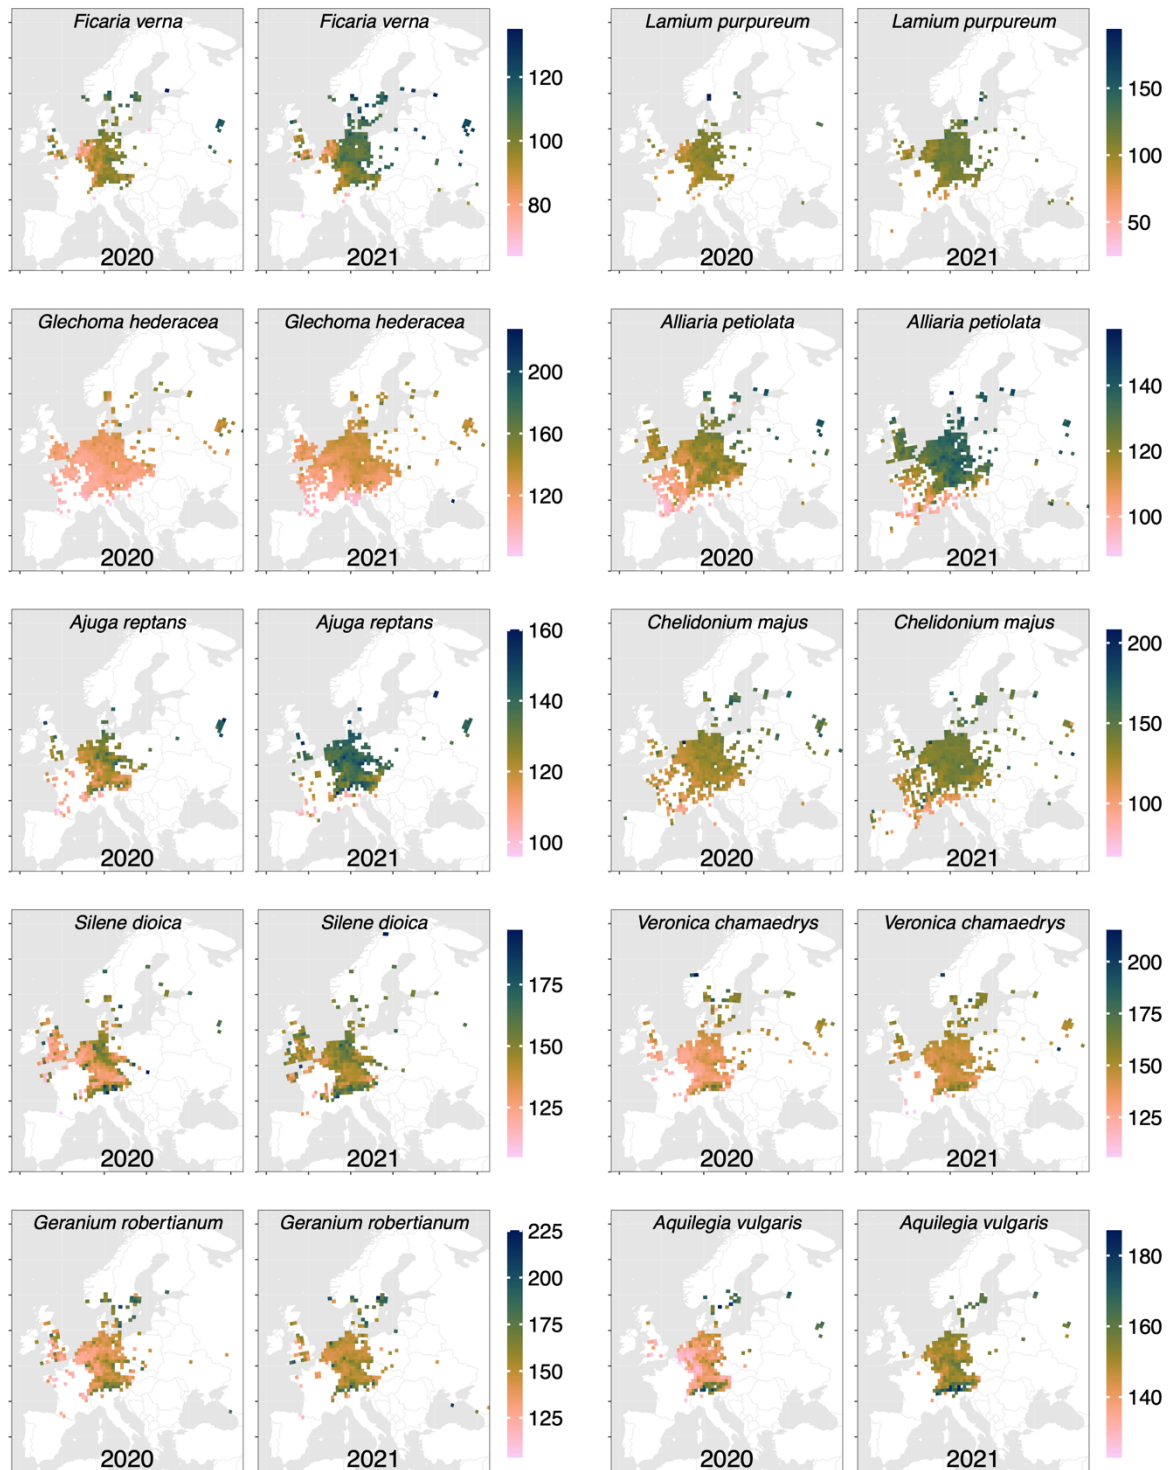 Ficaria verna
Ficaria verna
120
100
80
2020
2021
Lamium purpureum
Lamium purpureum
150
100
50
2020
2021
Glechoma hederacea
Glechoma hederacea
200
160
120
2020
2021
Alliaria petiolata
Alliaria petiolata
140
120
100
2020
2021
Ajuga reptans
Ajuga reptans
160
140
120
100
2020
2021
Chelidonium majus
Chelidonium majus
200
150
100
2020
2021
Silene dioica
Silene dioica
175
150
125
2020
2021
Veronica chamaedrys
Veronica chamaedrys
200
175
150
125
2020
2021
Geranium robertianum
Geranium robertianum
225
200
175
150
125
2020
2021
Aquilegia vulgaris
Aquilegia vulgaris
180
160
140
2020
2021